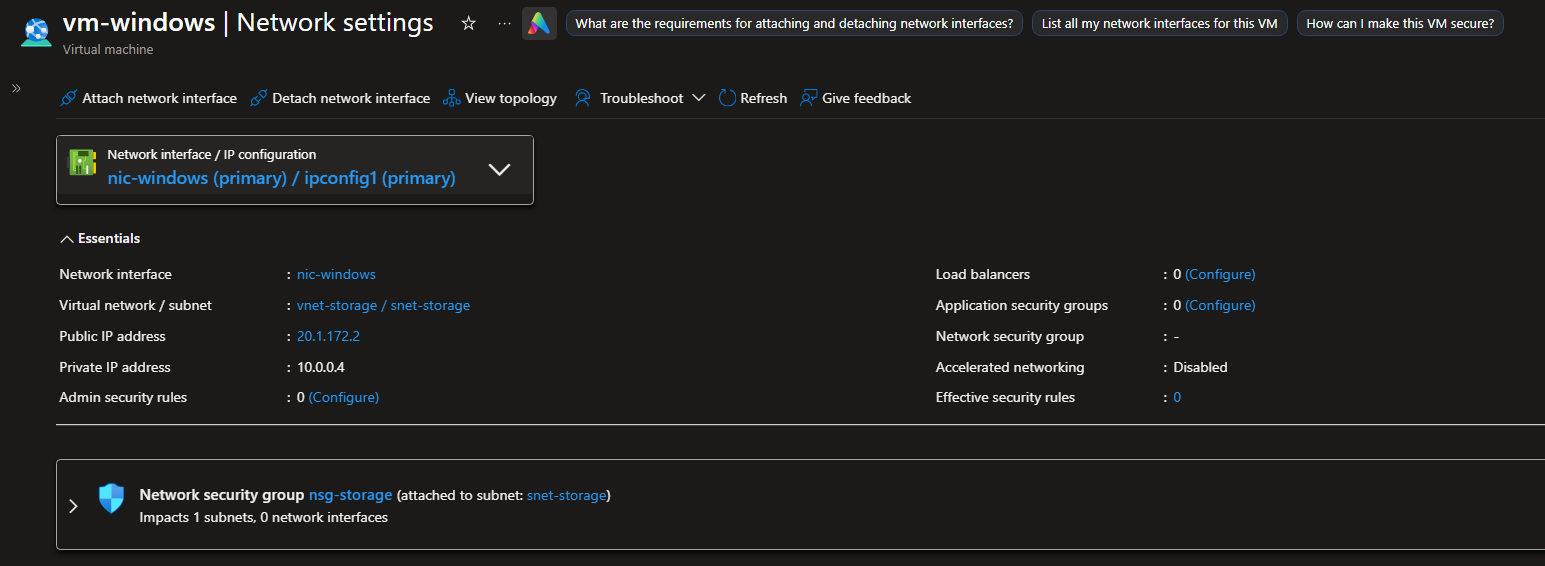 vm-windows | Network settings
Virtual machine
What are the requirements for attaching and detaching network interfaces?
List all my network interfaces for this VM
How can I make this VM secure?
Attach network interface
Detach network interface
View topology
Troubleshoot
Refresh
Give feedback
Network interface / IP configuration
nic-windows (primary) / ipconfig1 (primary)
Essentials
Network interface : nic-windows
Virtual network / subnet : vnet-storage / snet-storage
Public IP address : 20.1.172.2
Private IP address : 10.0.0.4
Admin security rules : 0 (Configure)
Load balancers : 0 (Configure)
Application security groups : 0 (Configure)
Network security group : -
Accelerated networking : Disabled
Effective security rules : 0
Network security group nsg-storage (attached to subnet: snet-storage)
Impacts 1 subnets, 0 network interfaces